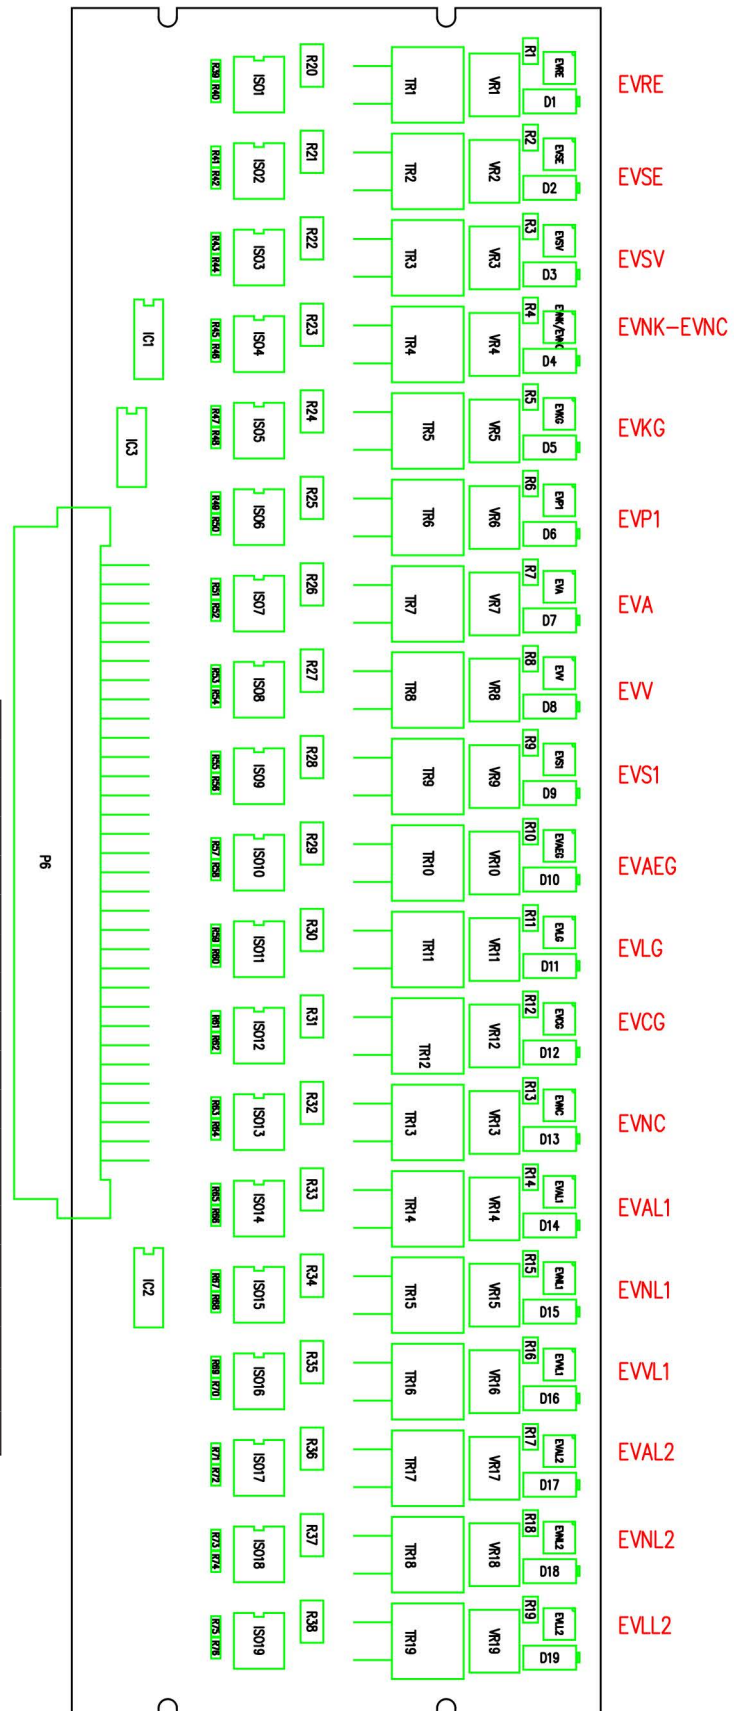 R39 R40 ISO1 R20 TR1 VR1 R1 EVRE D1 EVRE
R41 R42 ISO2 R21 TR2 VR2 R2 EVSE D2 EVSE
R43 R44 ISO3 R22 TR3 VR3 R3 EVSV D3 EVSV
IC1 R45 R46 ISO4 R23 TR4 VR4 R4 EVNK/EVNC D4 EVNK-EVNC
IC3 R47 R48 ISO5 R24 TR5 VR5 R5 EVKG D5 EVKG
R49 R50 ISO6 R25 TR6 VR6 R6 EVP1 D6 EVP1
R51 R52 ISO7 R26 TR7 VR7 R7 EVA D7 EVA
R53 R54 ISO8 R27 TR8 VR8 R8 EVV D8 EVV
R55 R56 ISO9 R28 TR9 VR9 R9 EVS1 D9 EVS1
P6 R57 R58 ISO10 R29 TR10 VR10 R10 EVAEG D10 EVAEG
R59 R60 ISO11 R30 TR11 VR11 R11 EVLG D11 EVLG
R61 R62 ISO12 R31 TR12 VR12 R12 EVCG D12 EVCG
R63 R64 ISO13 R32 TR13 VR13 R13 EVNC D13 EVNC
R65 R66 ISO14 R33 TR14 VR14 R14 EVAL1 D14 EVAL1
IC2 R67 R68 ISO15 R34 TR15 VR15 R15 EVNL1 D15 EVNL1
R69 R70 ISO16 R35 TR16 VR16 R16 EVVL1 D16 EVVL1
R71 R72 ISO17 R36 TR17 VR17 R17 EVAL2 D17 EVAL2
R73 R74 ISO18 R37 TR18 VR18 R18 EVNL2 D18 EVNL2
R75 R76 ISO19 R38 TR19 VR19 R19 EVLL2 D19 EVLL2